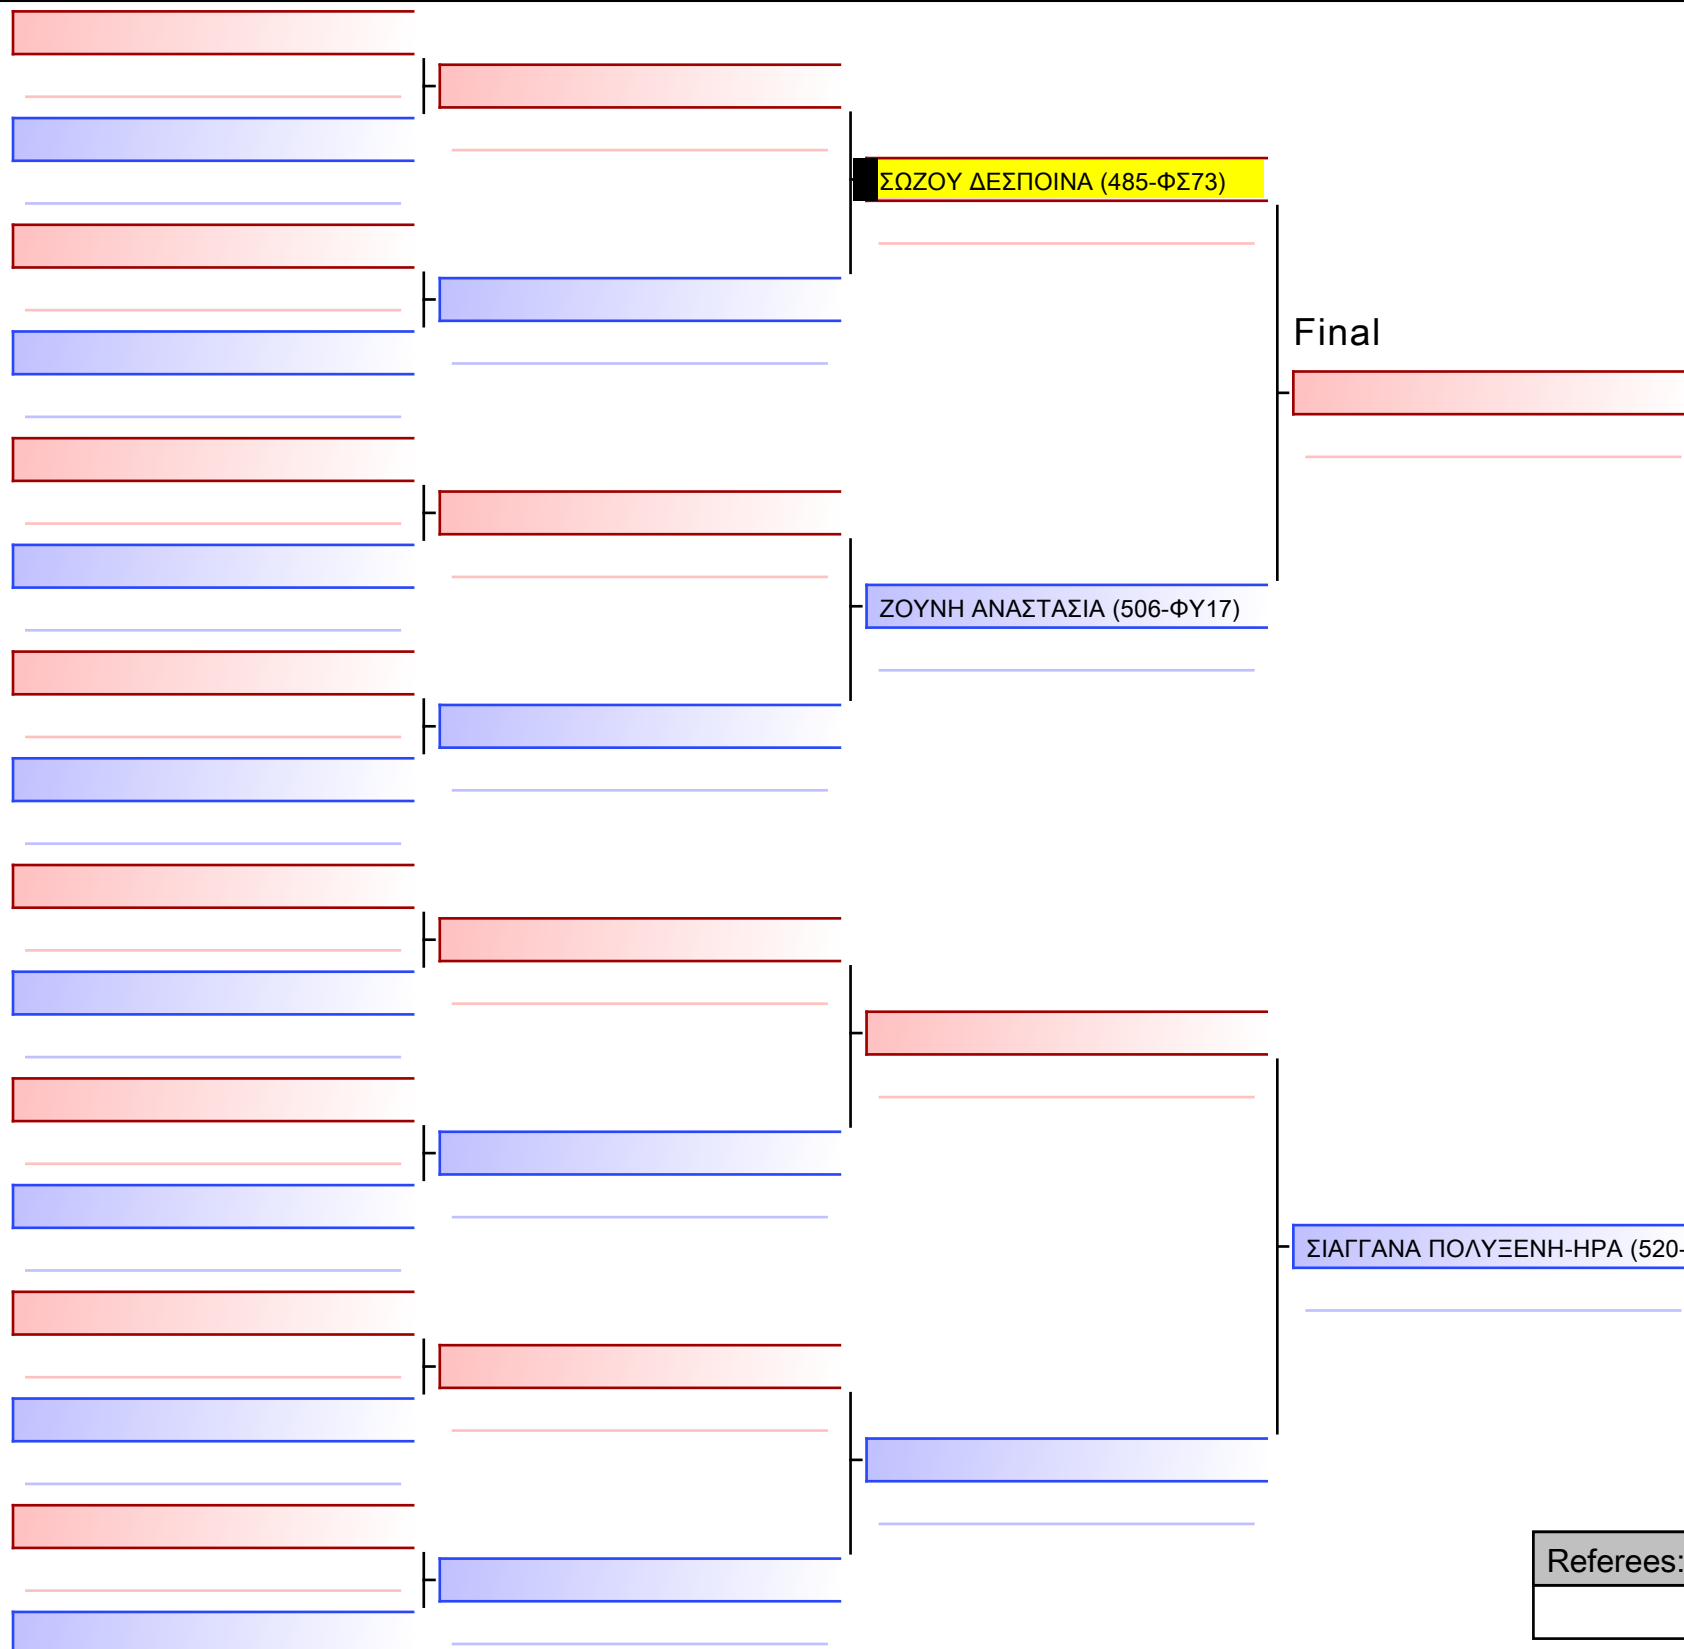 ΣΩΖΟΥ ΔΕΣΠΟΙΝΑ (485-ΦΣ73)
Final
ΖΟΥΝΗ ΑΝΑΣΤΑΣΙΑ (506-ΦΥ17)
ΣΙΑΓΓΑΝΑ ΠΟΛΥΞΕΝΗ-ΗΡΑ (520-
Referees: